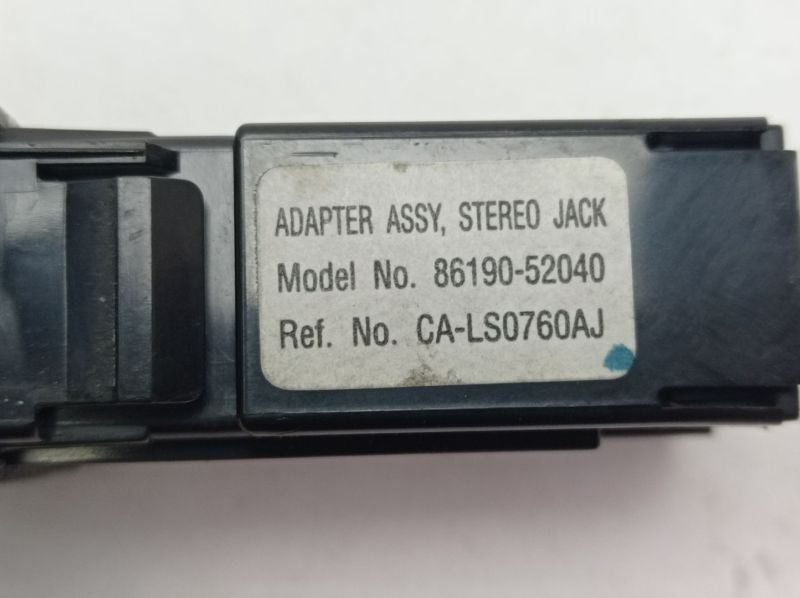 ADAPTER ASSY, STEREO JACK
Model No. 86190-52040
Ref. No. CA-LS0760AJ